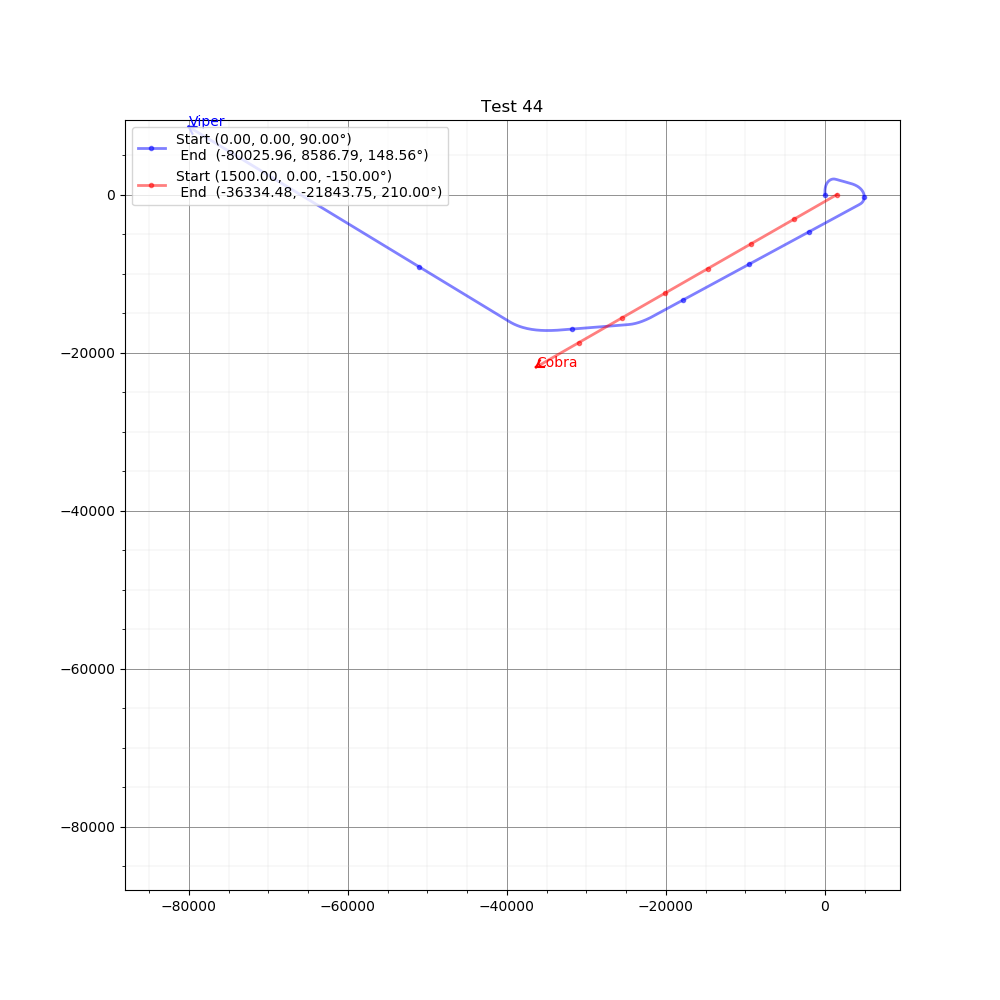 Test 44
Viper
Start (0.00, 0.00, 90.00°)
End  (-80025.96, 8586.79, 148.56°)
Start (1500.00, 0.00, -150.00°)
End  (-36334.48, -21843.75, 210.00°)
Cobra
0
−20000
−40000
−60000
−80000
−80000
−60000
−40000
−20000
0